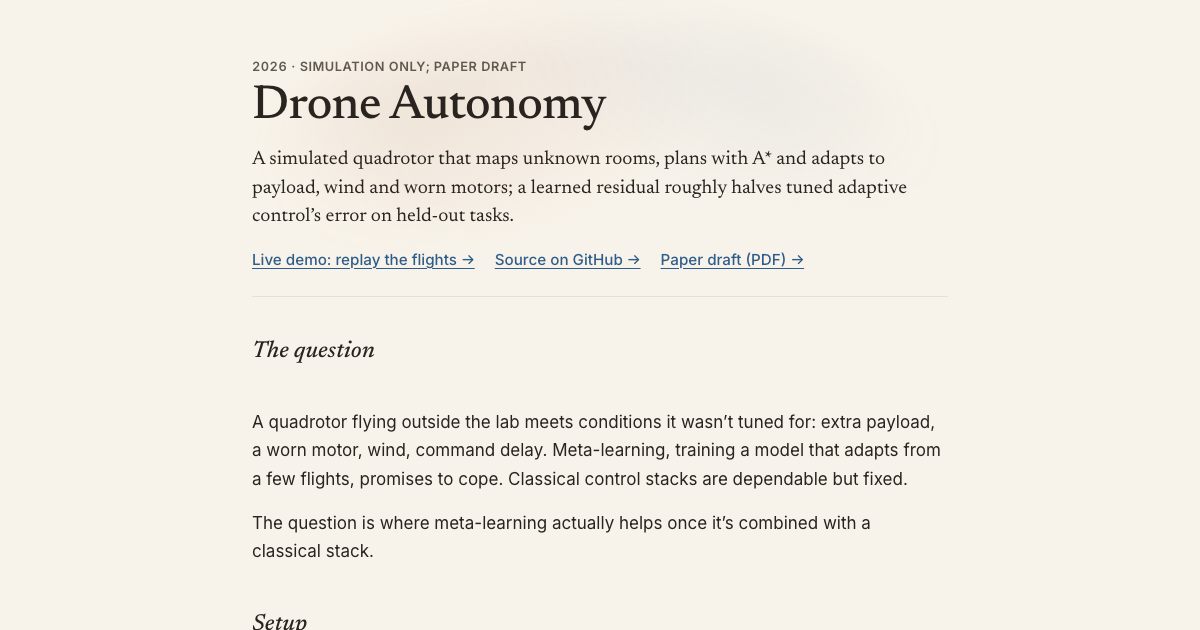 2026 · SIMULATION ONLY; PAPER DRAFT
Drone Autonomy
A simulated quadrotor that maps unknown rooms, plans with A* and adapts to
payload, wind and worn motors; a learned residual roughly halves tuned adaptive
control’s error on held-out tasks.
Live demo: replay the flights → Source on GitHub → Paper draft (PDF) →
The question
A quadrotor flying outside the lab meets conditions it wasn’t tuned for: extra payload,
a worn motor, wind, command delay. Meta-learning, training a model that adapts from
a few flights, promises to cope. Classical control stacks are dependable but fixed.
The question is where meta-learning actually helps once it’s combined with a
classical stack.
Setup